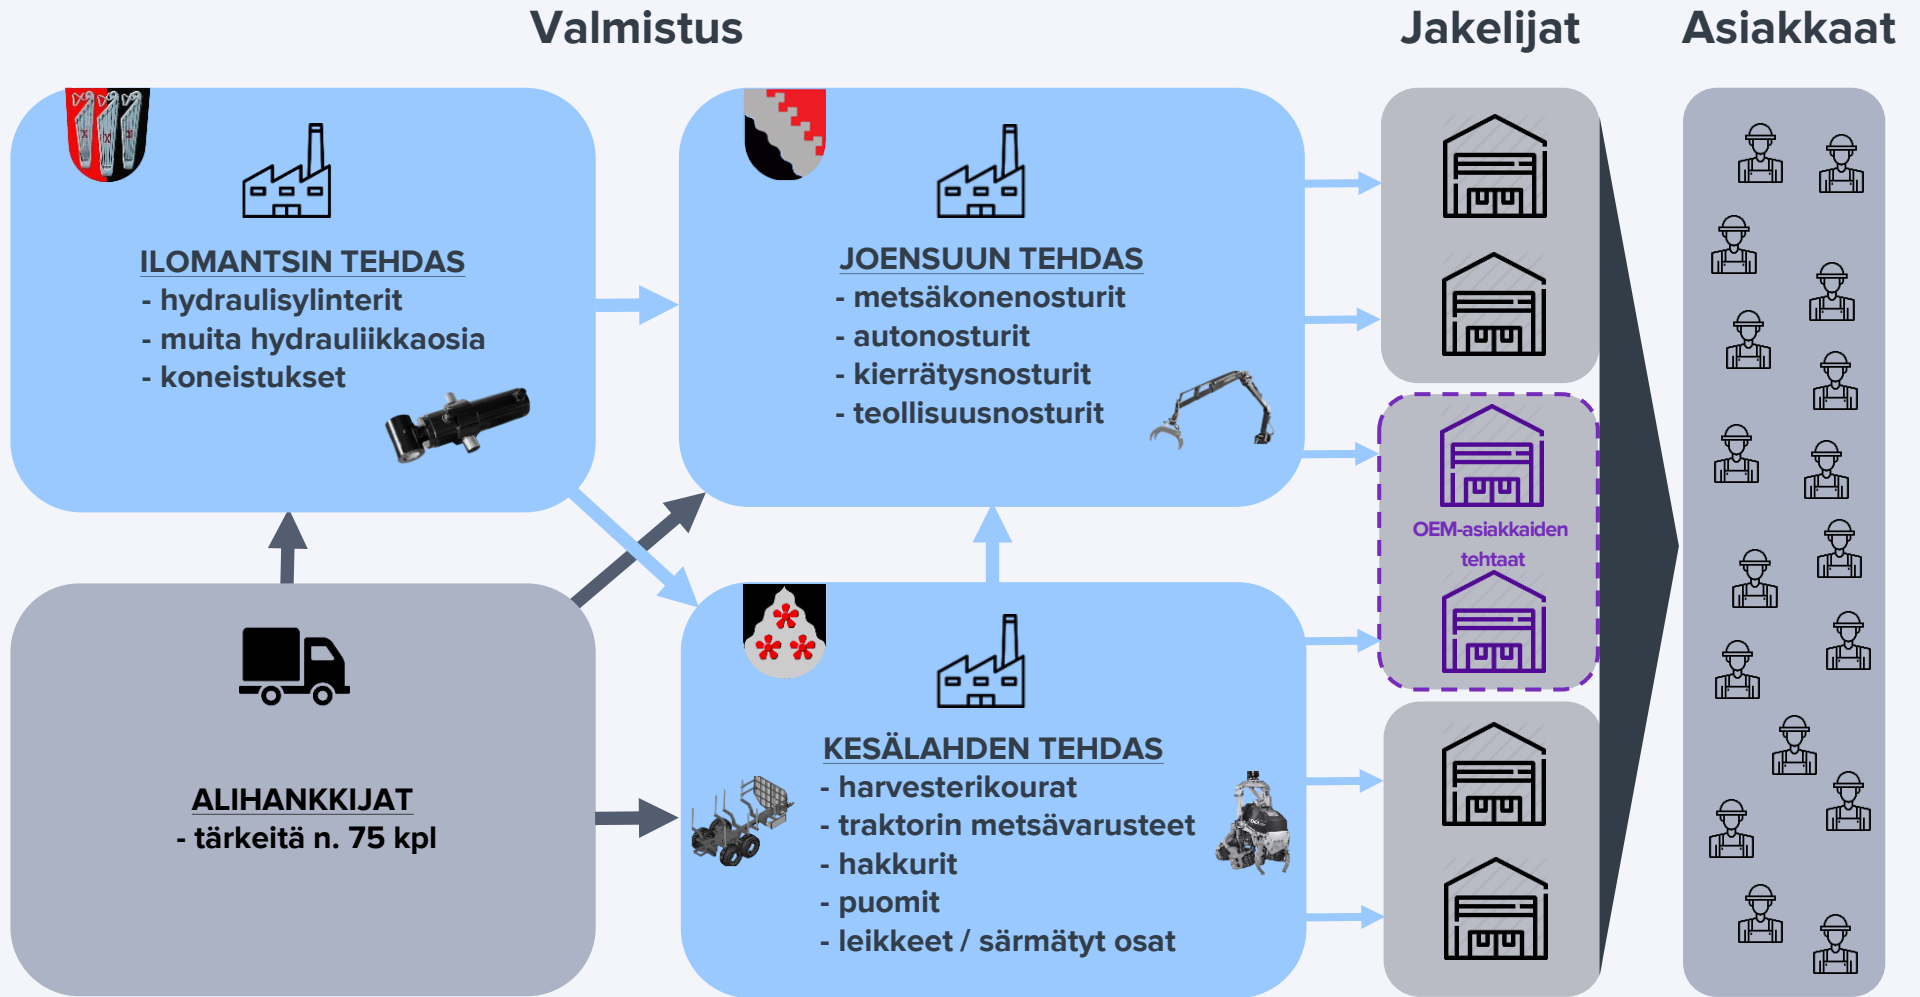 Valmistus
Jakelijat
Asiakkaat
ILOMANTSIN TEHDAS
- hydraulisylinterit
- muita hydrauliikkaosia
- koneistukset
JOENSUUN TEHDAS
- metsäkonenosturit
- autonosturit
- kierrätysnosturit
- teollisuusnosturit
OEM-asiakkaiden
tehtaat
ALIHANKKIJAT
- tärkeitä n. 75 kpl
KESÄLAHDEN TEHDAS
- harvesterikourat
- traktorin metsävarusteet
- hakkurit
- puomit
- leikkeet / särmätyt osat